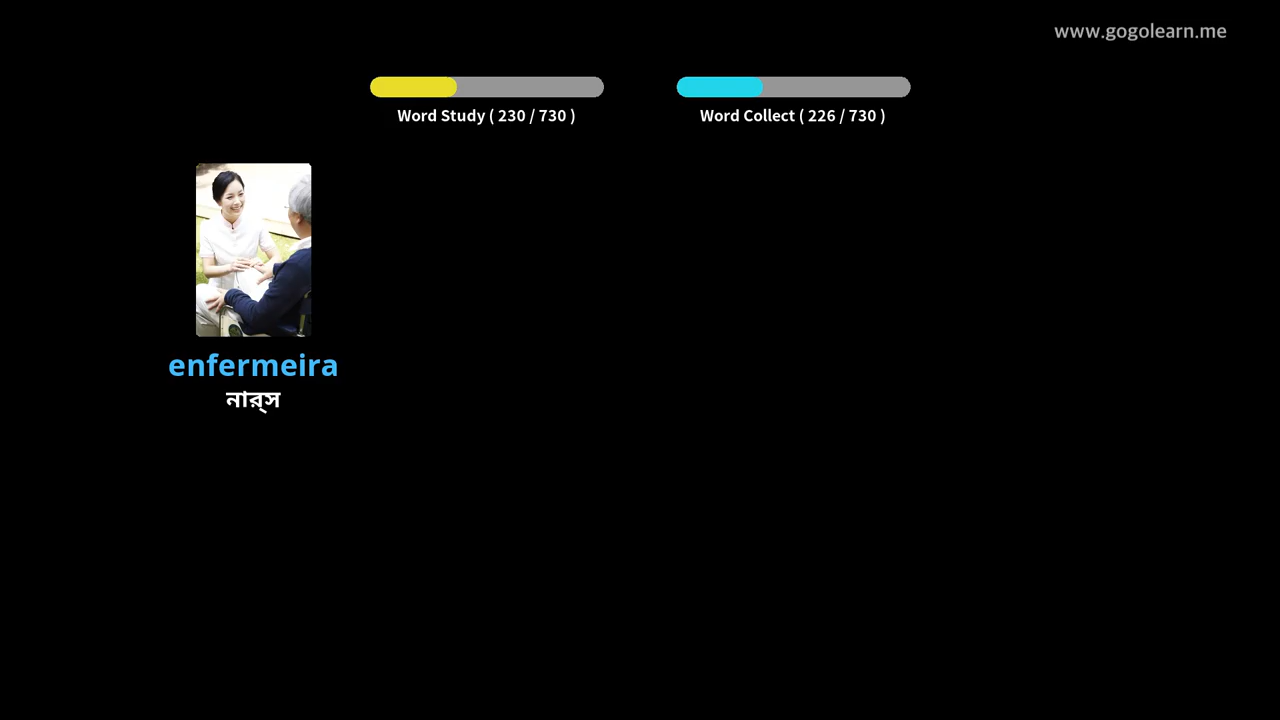 www.gogolearn.me
Word Study ( 230 / 730 )
Word Collect ( 226 / 730 )
enfermeira
নার্স